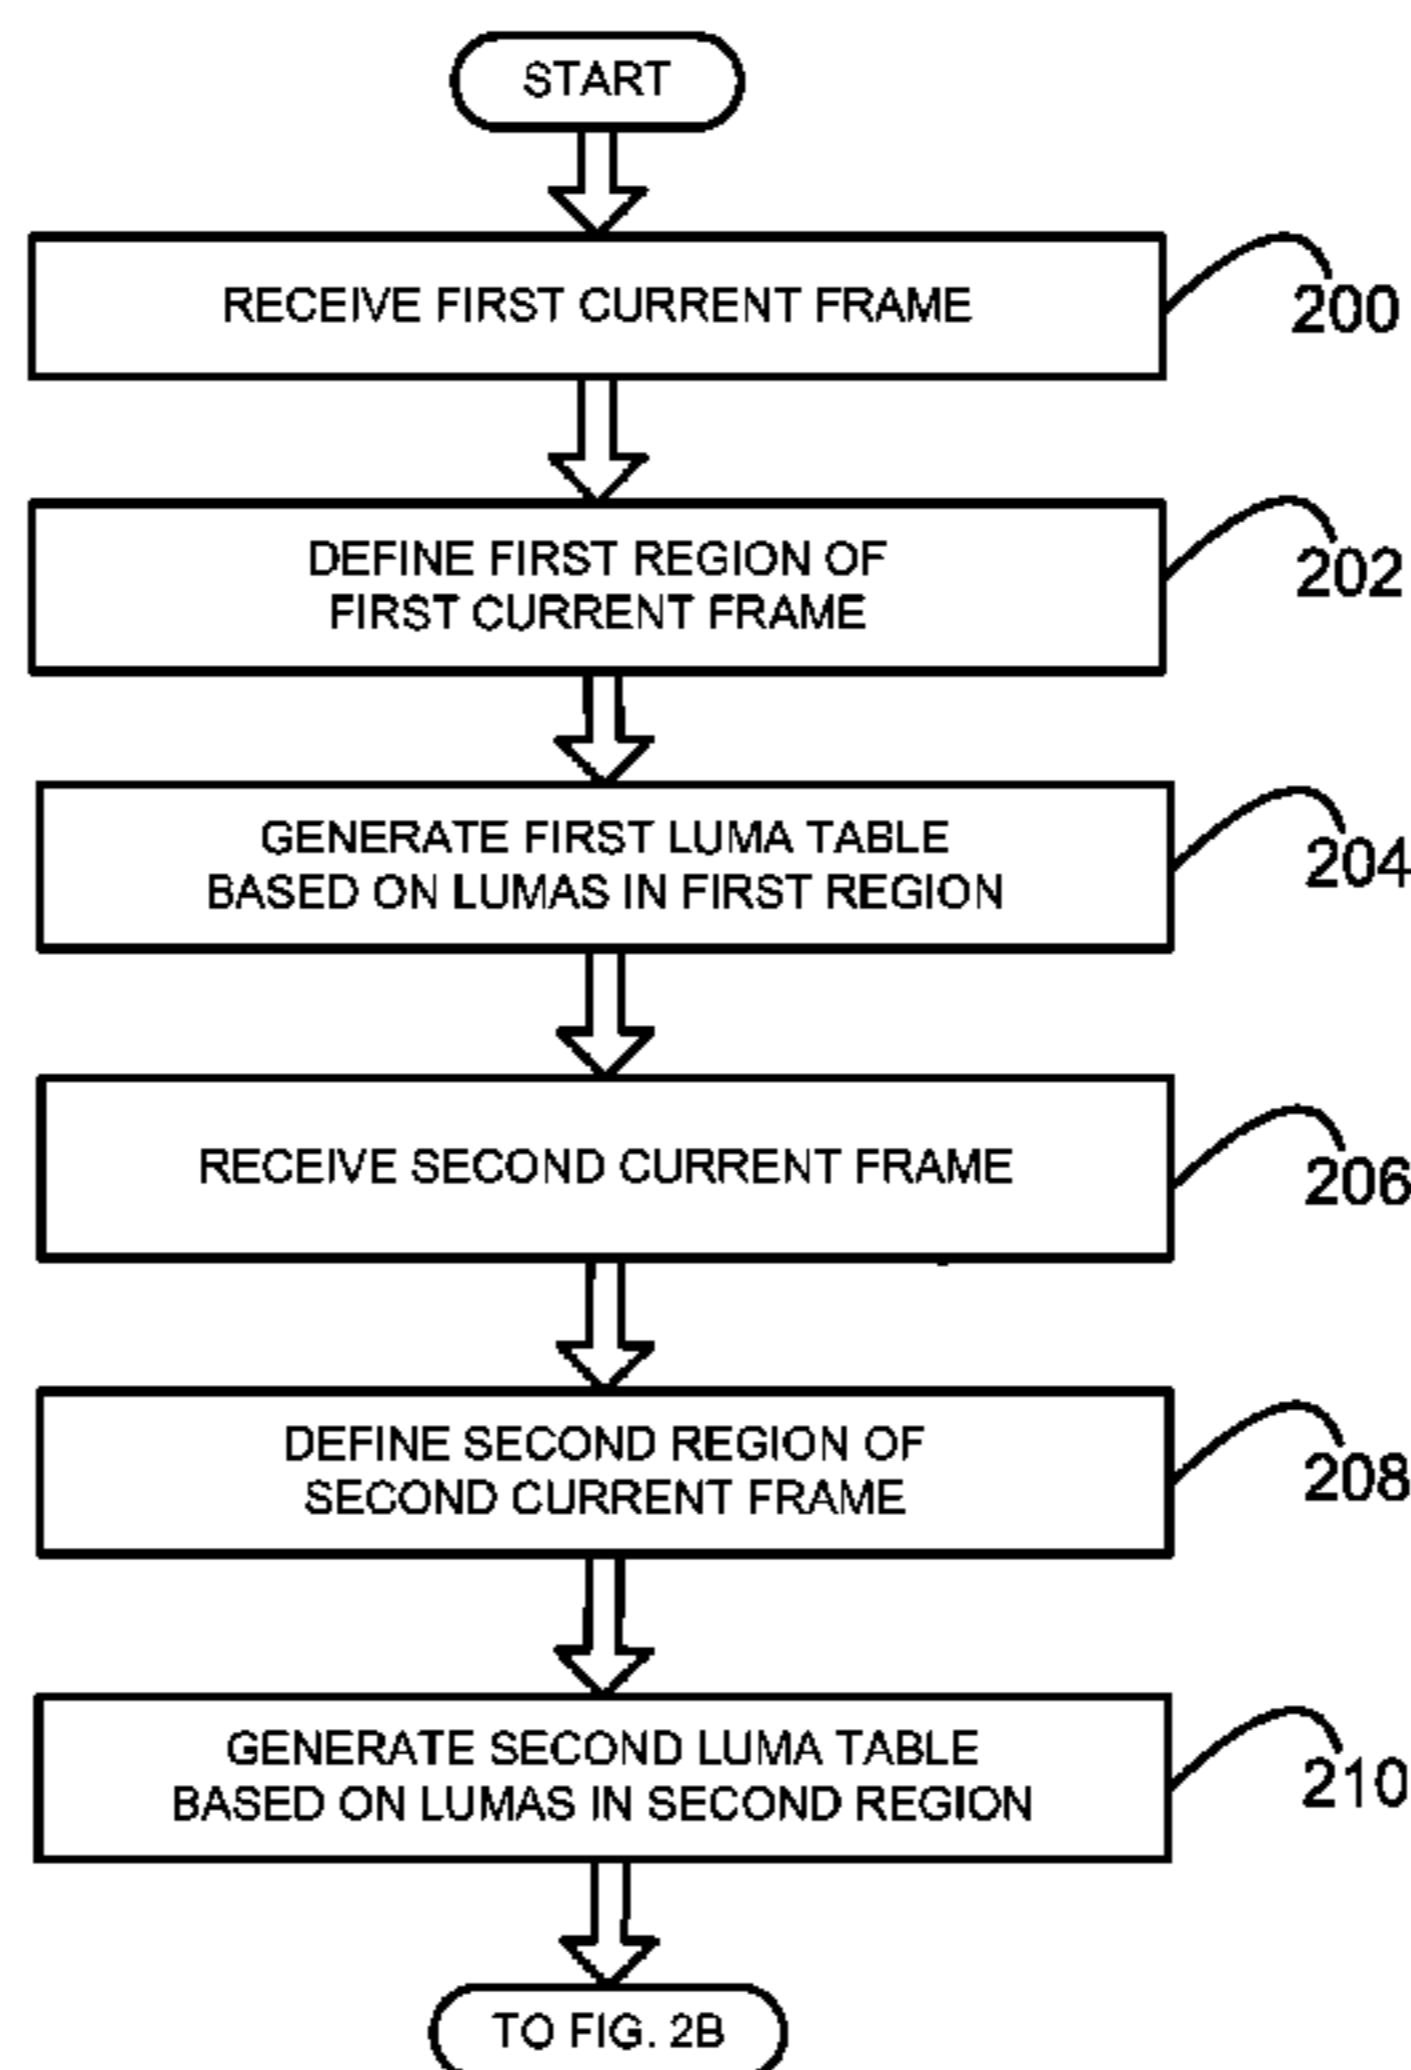 START
RECEIVE FIRST CURRENT FRAME
200
DEFINE FIRST REGION OF
FIRST CURRENT FRAME
202
GENERATE FIRST LUMA TABLE
BASED ON LUMAS IN FIRST REGION
204
RECEIVE SECOND CURRENT FRAME
206
DEFINE SECOND REGION OF
SECOND CURRENT FRAME
208
GENERATE SECOND LUMA TABLE
BASED ON LUMAS IN SECOND REGION
210
TO FIG. 2B